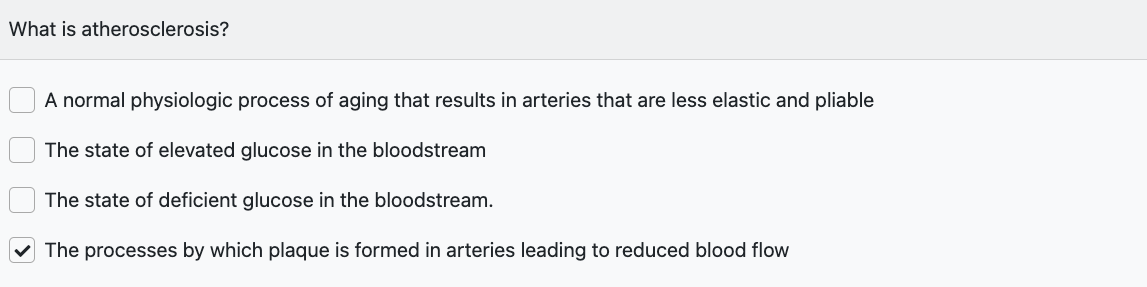 What is atherosclerosis?
A normal physiologic process of aging that results in arteries that are less elastic and pliable
The state of elevated glucose in the bloodstream
The state of deficient glucose in the bloodstream.
The processes by which plaque is formed in arteries leading to reduced blood flow